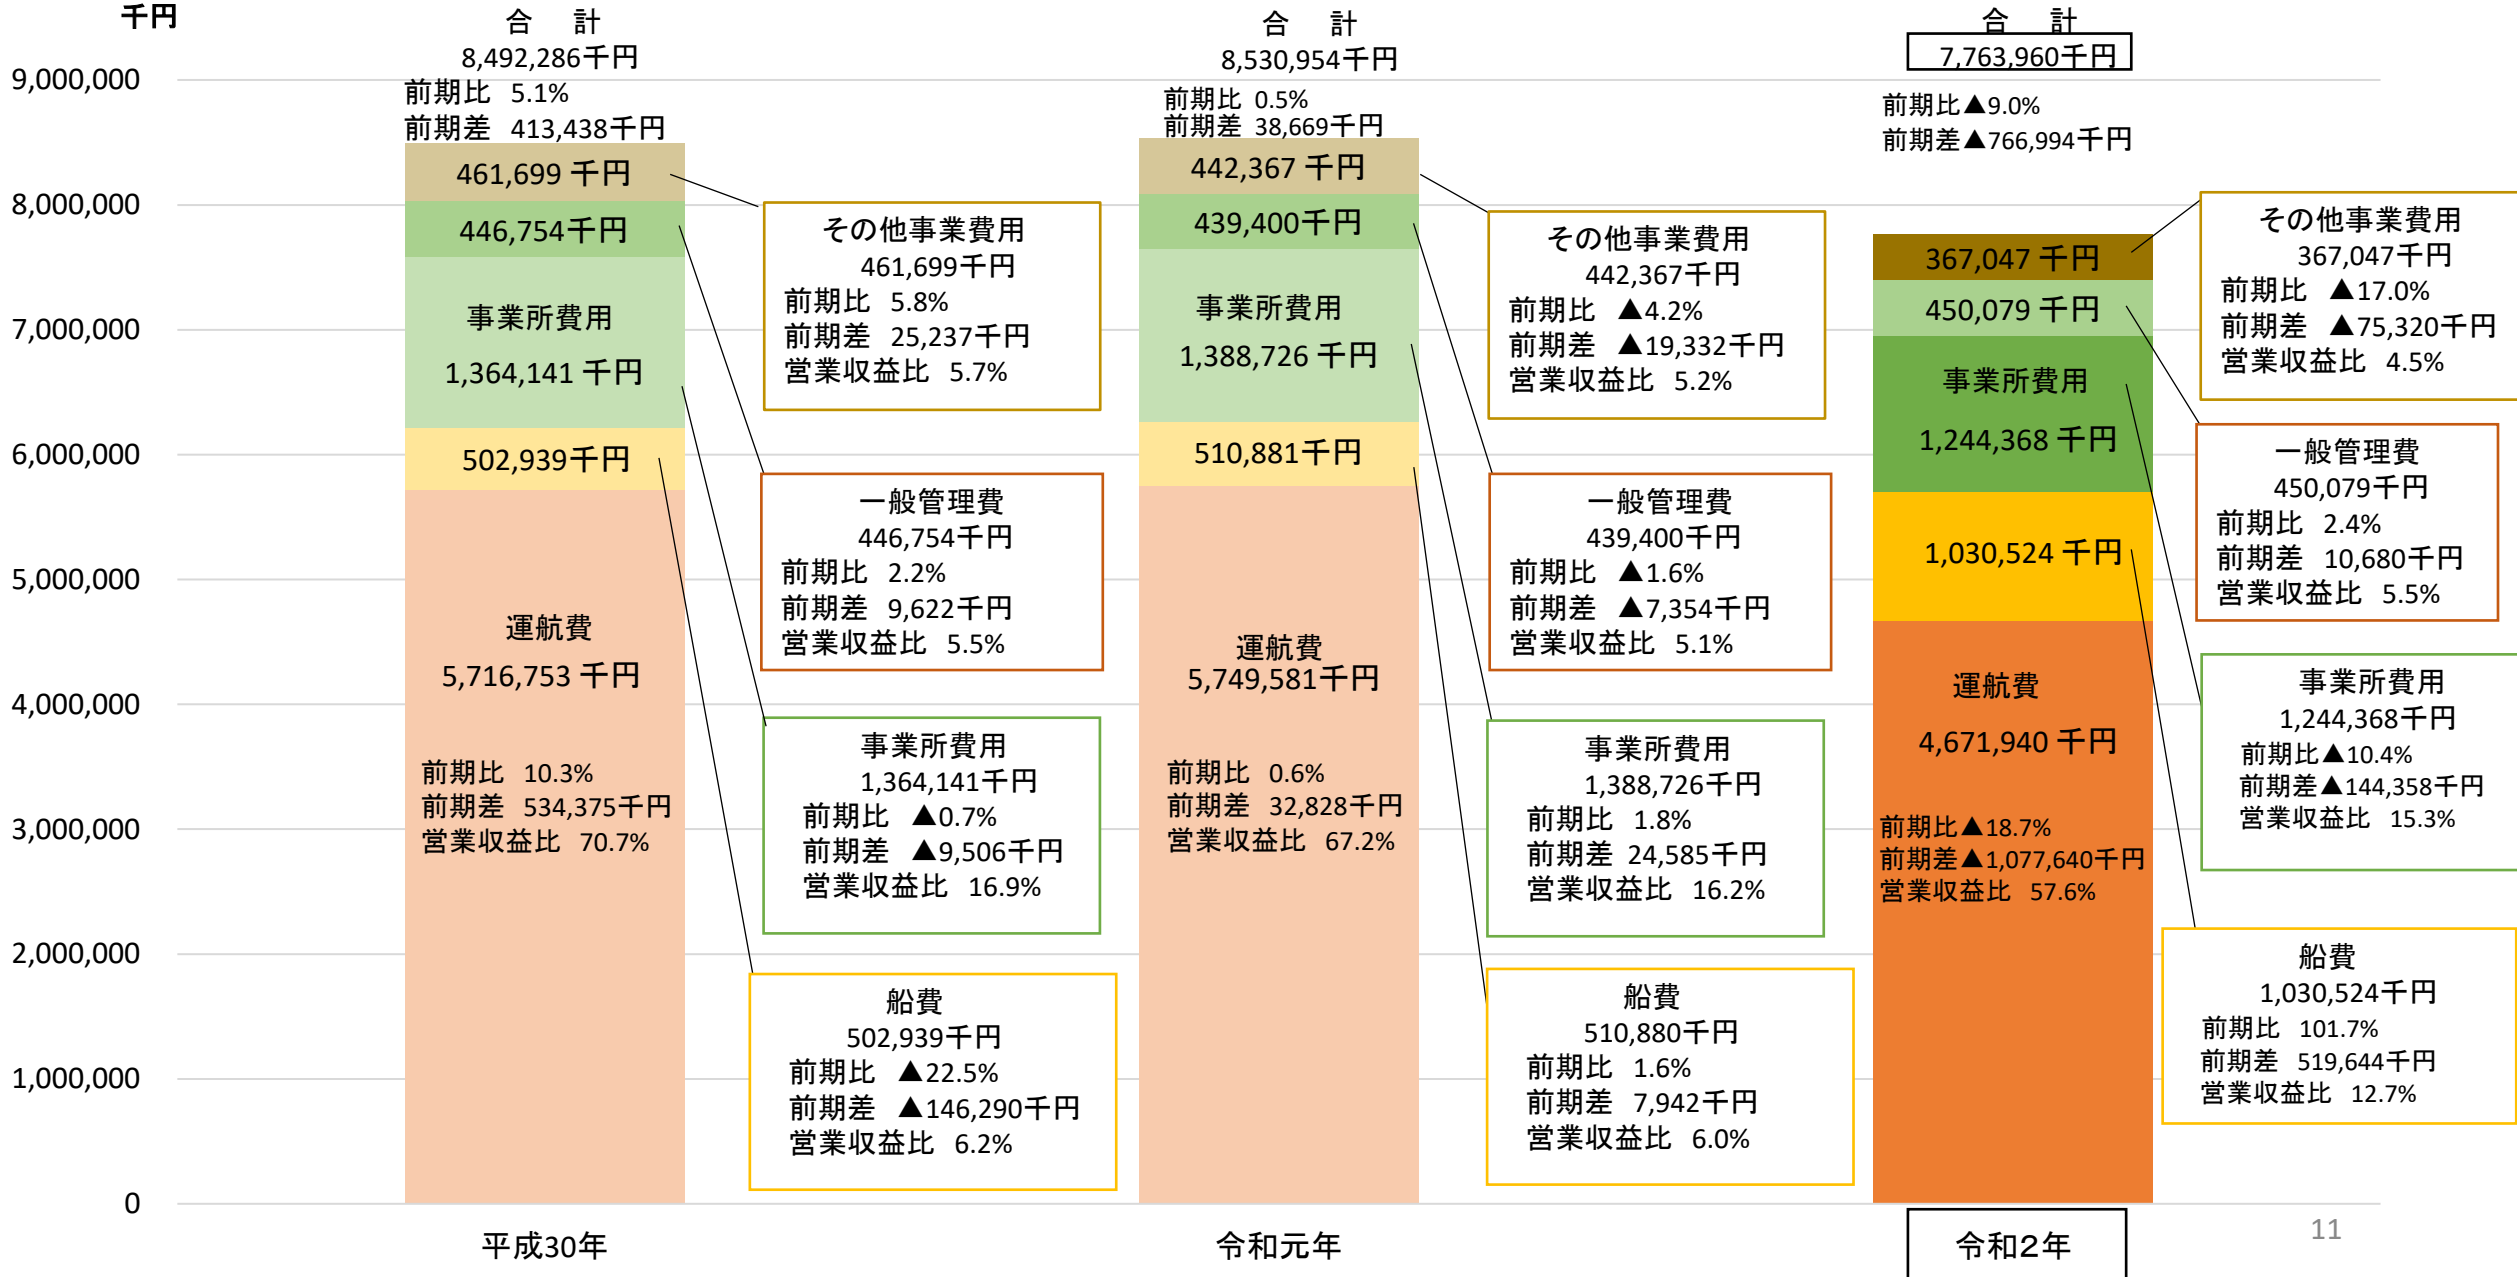 千円
9,000,000
8,000,000
7,000,000
6,000,000
5,000,000
4,000,000
3,000,000
2,000,000
1,000,000
0
合　計
8,492,286千円
前期比 5.1%
前期差 413,438千円
461,699 千円
446,754千円
事業所費用
1,364,141 千円
502,939千円
運航費
5,716,753 千円
前期比 10.3%
前期差 534,375千円
営業収益比 70.7%
平成30年
その他事業費用
461,699千円
前期比 5.8%
前期差 25,237千円
営業収益比 5.7%
一般管理費
446,754千円
前期比 2.2%
前期差 9,622千円
営業収益比 5.5%
事業所費用
1,364,141千円
前期比 ▲0.7%
前期差 ▲9,506千円
営業収益比 16.9%
船費
502,939千円
前期比 ▲22.5%
前期差 ▲146,290千円
営業収益比 6.2%
合　計
8,530,954千円
前期比 0.5%
前期差 38,669千円
442,367 千円
439,400千円
事業所費用
1,388,726 千円
510,881千円
運航費
5,749,581千円
前期比 0.6%
前期差 32,828千円
営業収益比 67.2%
令和元年
その他事業費用
442,367千円
前期比 ▲4.2%
前期差 ▲19,332千円
営業収益比 5.2%
一般管理費
439,400千円
前期比 ▲1.6%
前期差 ▲7,354千円
営業収益比 5.1%
事業所費用
1,388,726千円
前期比 1.8%
前期差 24,585千円
営業収益比 16.2%
船費
510,880千円
前期比 1.6%
前期差 7,942千円
営業収益比 6.0%
合　計
7,763,960千円
前期比▲9.0%
前期差▲766,994千円
367,047 千円
450,079 千円
事業所費用
1,244,368 千円
1,030,524 千円
運航費
4,671,940 千円
前期比▲18.7%
前期差▲1,077,640千円
営業収益比 57.6%
令和２年
その他事業費用
367,047千円
前期比 ▲17.0%
前期差 ▲75,320千円
営業収益比 4.5%
一般管理費
450,079千円
前期比 2.4%
前期差 10,680千円
営業収益比 5.5%
事業所費用
1,244,368千円
前期比▲10.4%
前期差▲144,358千円
営業収益比 15.3%
船費
1,030,524千円
前期比 101.7%
前期差 519,644千円
営業収益比 12.7%
11